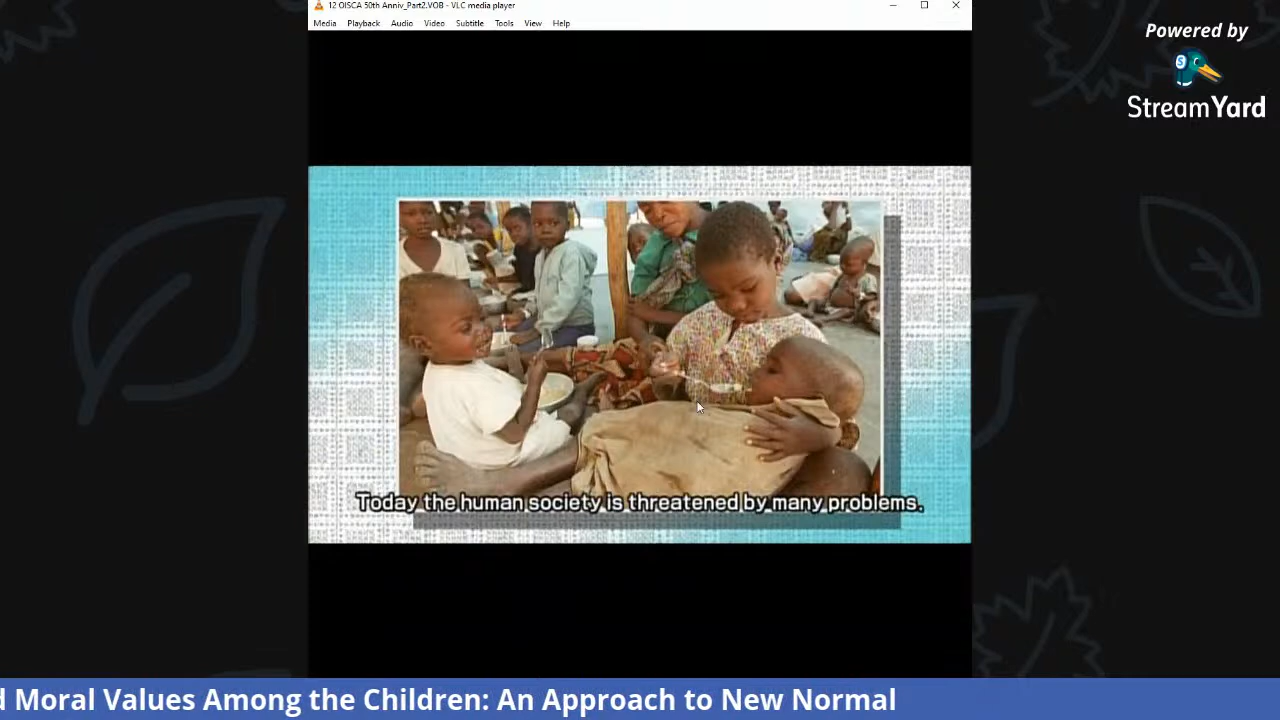 12 OISCA 50th Anniv_Part2.VOB - VLC media player
Media Playback Audio Video Subtitle Tools View Help
Powered by
StreamYard
Today the human society is threatened by many problems.
d Moral Values Among the Children: An Approach to New Normal